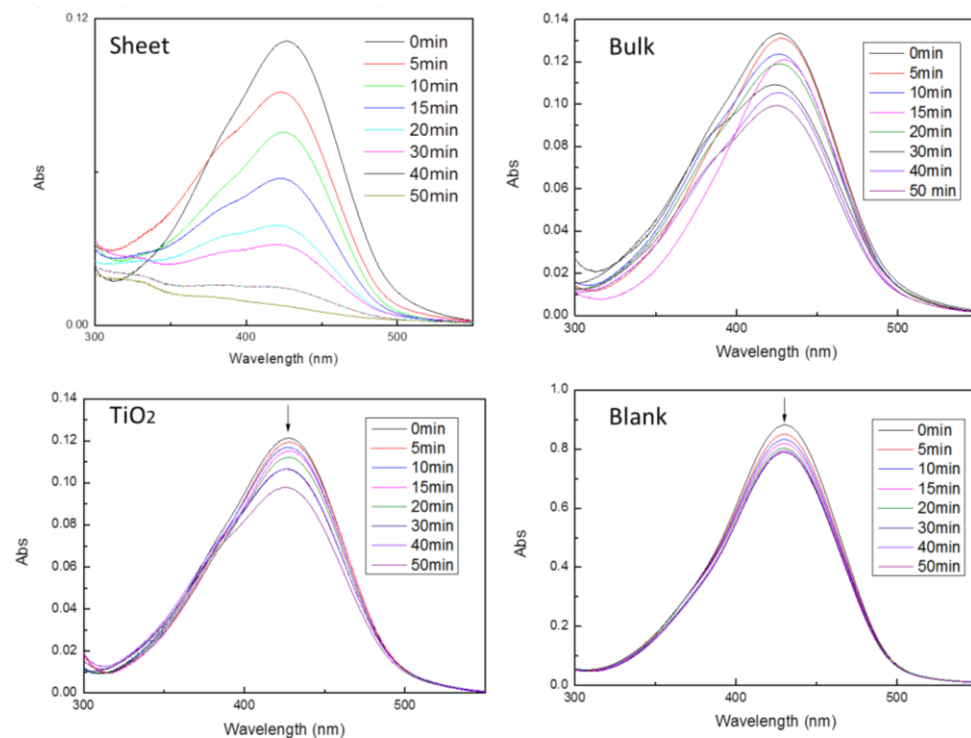 Sheet
0.12
0.00
Abs
0min
5min
10min
15min
20min
30min
40min
50min
300
400
500
Wavelength (nm)
Bulk
0.14
0.12
0.10
0.08
0.06
0.04
0.02
0.00
Abs
0min
5min
10min
15min
20min
30min
40min
50 min
300
400
500
Wavelength (nm)
TiO2
0.14
0.12
0.10
0.08
0.06
0.04
0.02
0.00
Abs
0min
5min
10min
15min
20min
30min
40min
50min
300
400
500
Wavelength (nm)
Blank
1.0
0.8
0.6
0.4
0.2
0.0
Abs
0min
5min
10min
15min
20min
30min
40min
50min
300
400
500
Wavelength (nm)